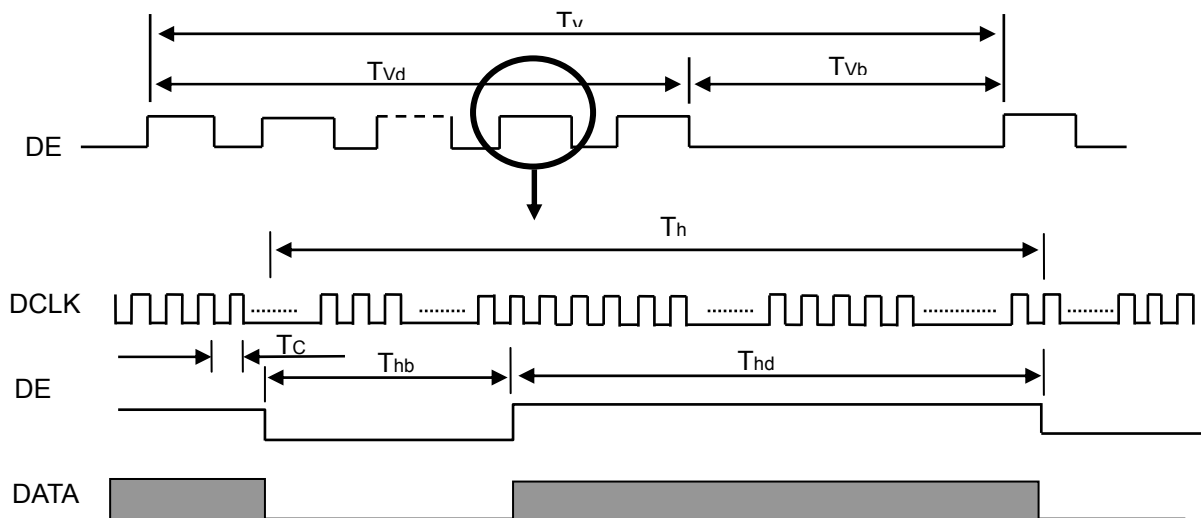 Tv
TVd
TVb
DE
Th
DCLK
TC
Thb
Thd
DE
DATA